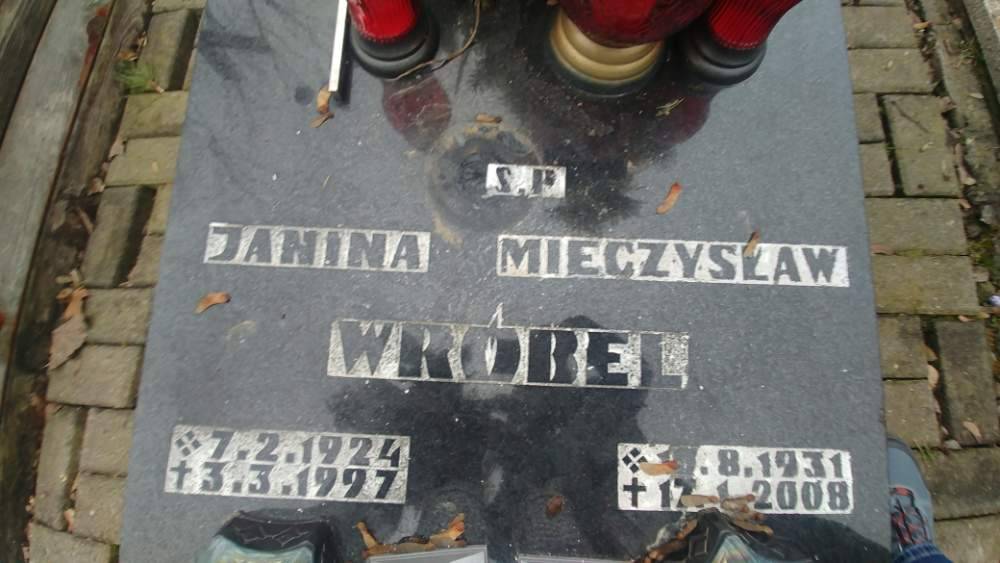 Ś.P
JANINA MIECZYSŁAW
WRÓBEL
7.2.1924
3.3.1997
.8.1931
17.1.2008